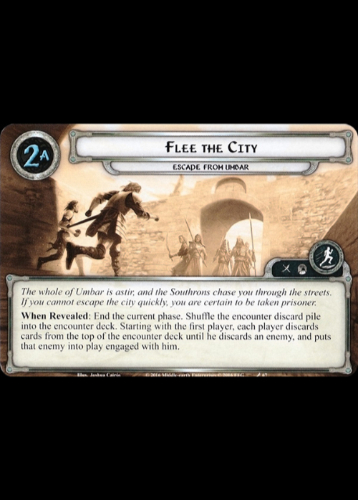 2A
FLEE THE CITY
ESCAPE FROM UMBAR
The whole of Umbar is astir, and the Southrons chase you through the streets.
If you cannot escape the city quickly, you are certain to be taken prisoner.
When Revealed: End the current phase. Shuffle the encounter discard pile
into the encounter deck. Starting with the first player, each player discards
cards from the top of the encounter deck until he discards an enemy, and puts
that enemy into play engaged with him.
Illus.